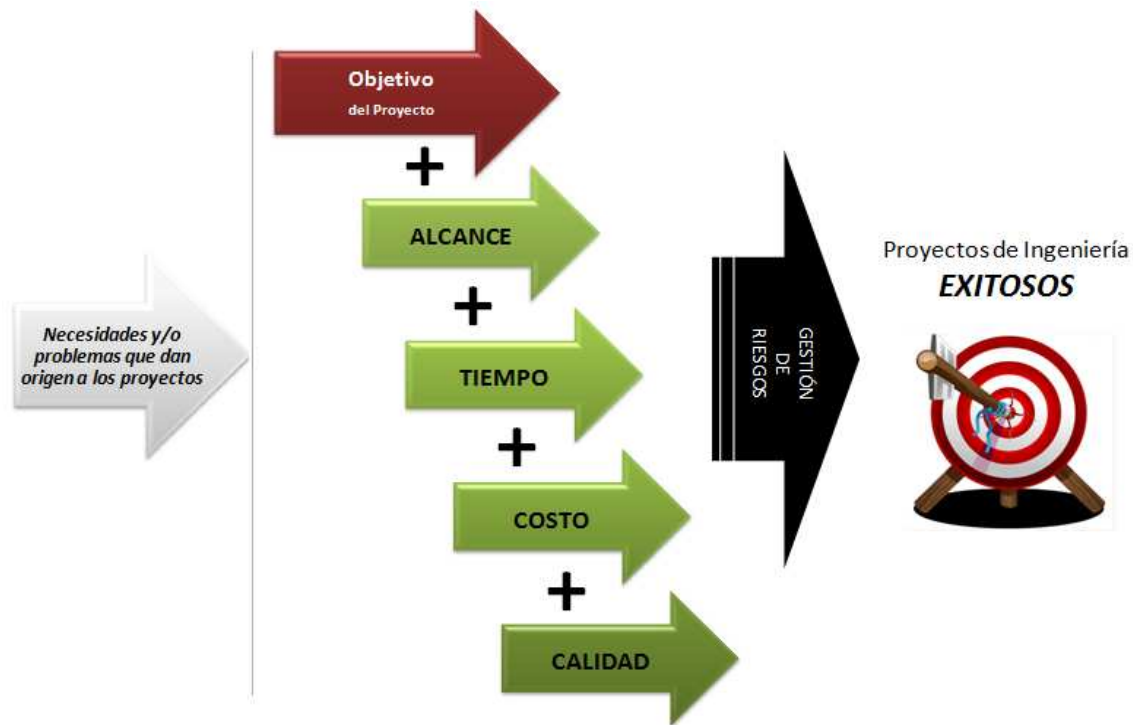 Necesidades y/o
problemas que dan
origen a los proyectos
Objetivo
del Proyecto
+
ALCANCE
+
TIEMPO
+
COSTO
+
CALIDAD
GESTIÓN
DE
RIESGOS
Proyectos de Ingeniería
EXITOSOS